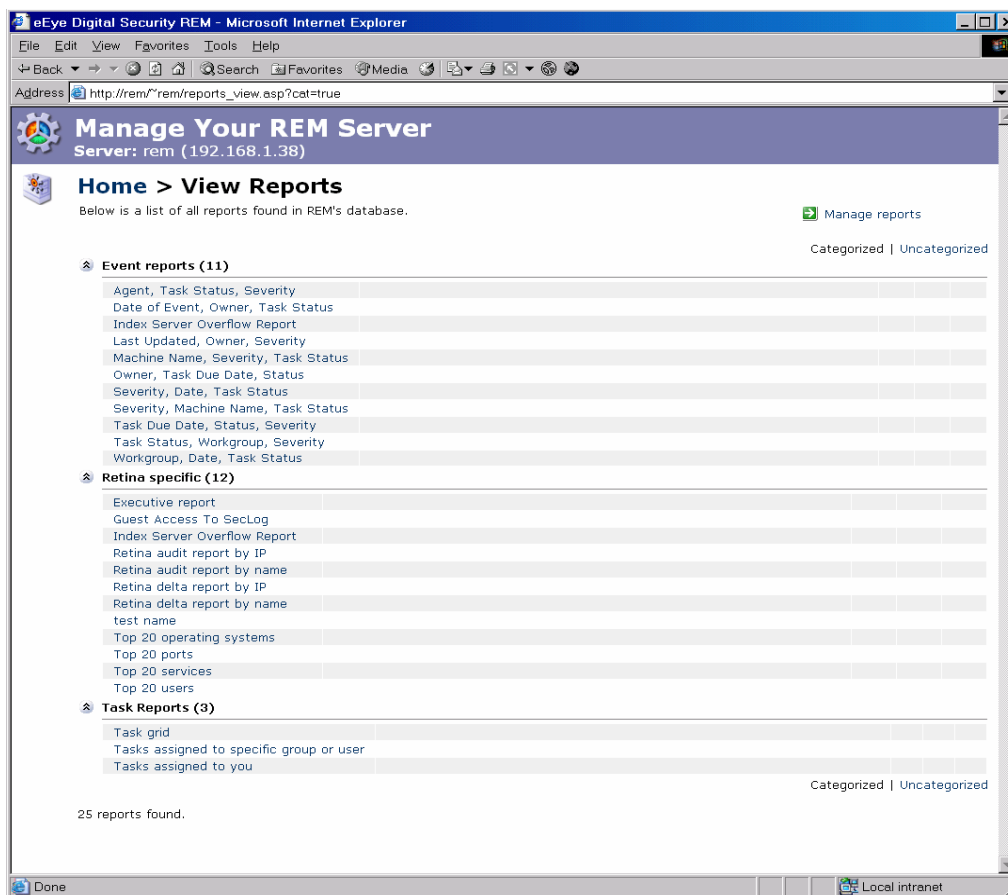 eEye Digital Security REM - Microsoft Internet Explorer
File Edit View Favorites Tools Help
Back Search Favorites Media
Address http://rem/~rem/reports_view.asp?cat=true
Manage Your REM Server
Server: rem (192.168.1.38)
Home > View Reports
Below is a list of all reports found in REM's database.
Manage reports
Categorized | Uncategorized
Event reports (11)
Agent, Task Status, Severity
Date of Event, Owner, Task Status
Index Server Overflow Report
Last Updated, Owner, Severity
Machine Name, Severity, Task Status
Owner, Task Due Date, Status
Severity, Date, Task Status
Severity, Machine Name, Task Status
Task Due Date, Status, Severity
Task Status, Workgroup, Severity
Workgroup, Date, Task Status
Retina specific (12)
Executive report
Guest Access To SecLog
Index Server Overflow Report
Retina audit report by IP
Retina audit report by name
Retina delta report by IP
Retina delta report by name
test name
Top 20 operating systems
Top 20 ports
Top 20 services
Top 20 users
Task Reports (3)
Task grid
Tasks assigned to specific group or user
Tasks assigned to you
Categorized | Uncategorized
25 reports found.
Done Local intranet